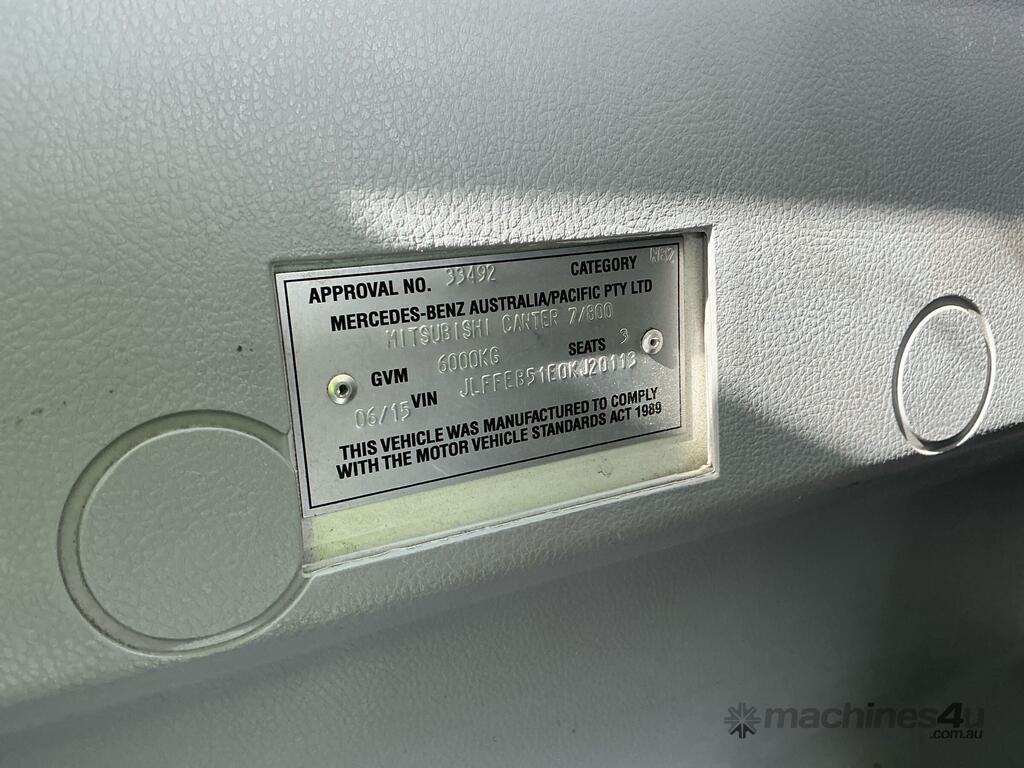 APPROVAL NO. 33492 CATEGORY NB2
MERCEDES-BENZ AUSTRALIA/PACIFIC PTY LTD
MITSUBISHI CANTER 7/800
GVM 6000KG SEATS 3
06/15 VIN JLFFEB51E0KJ20113
THIS VEHICLE WAS MANUFACTURED TO COMPLY
WITH THE MOTOR VEHICLE STANDARDS ACT 1989
machines4u
.com.au